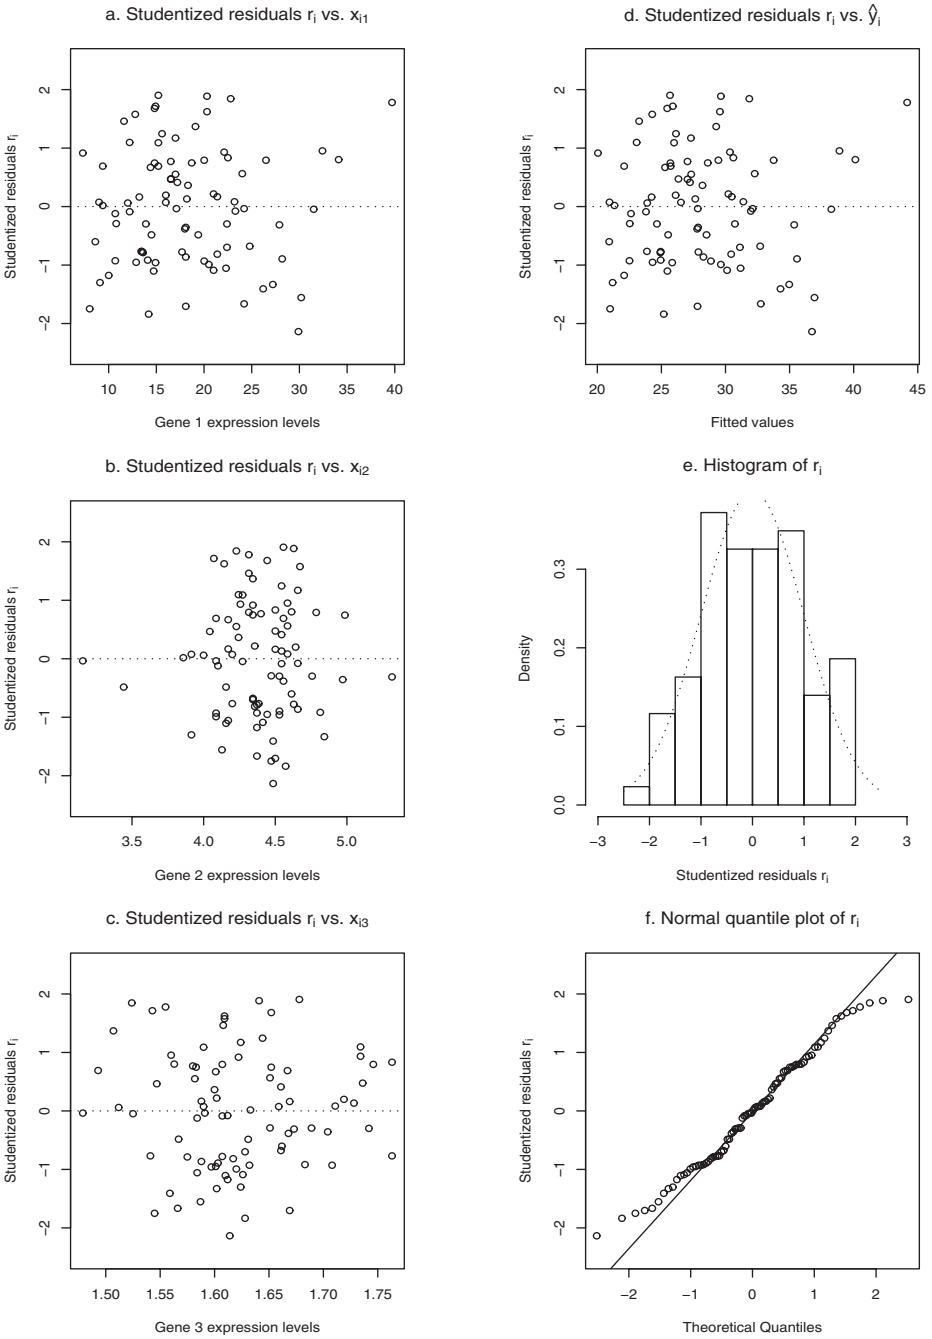 a. Studentized residuals ri vs. xi1
Studentized residuals ri
2
1
0
−1
−2
10 15 20 25 30 35 40
Gene 1 expression levels
d. Studentized residuals ri vs. ŷi
Studentized residuals ri
2
1
0
−1
−2
20 25 30 35 40 45
Fitted values
b. Studentized residuals ri vs. xi2
Studentized residuals ri
2
1
0
−1
−2
3.5 4.0 4.5 5.0
Gene 2 expression levels
e. Histogram of ri
Density
0.3
0.2
0.1
0.0
−3 −2 −1 0 1 2 3
Studentized residuals ri
c. Studentized residuals ri vs. xi3
Studentized residuals ri
2
1
0
−1
−2
1.50 1.55 1.60 1.65 1.70 1.75
Gene 3 expression levels
f. Normal quantile plot of ri
Studentized residuals ri
2
1
0
−1
−2
−2 −1 0 1 2
Theoretical Quantiles